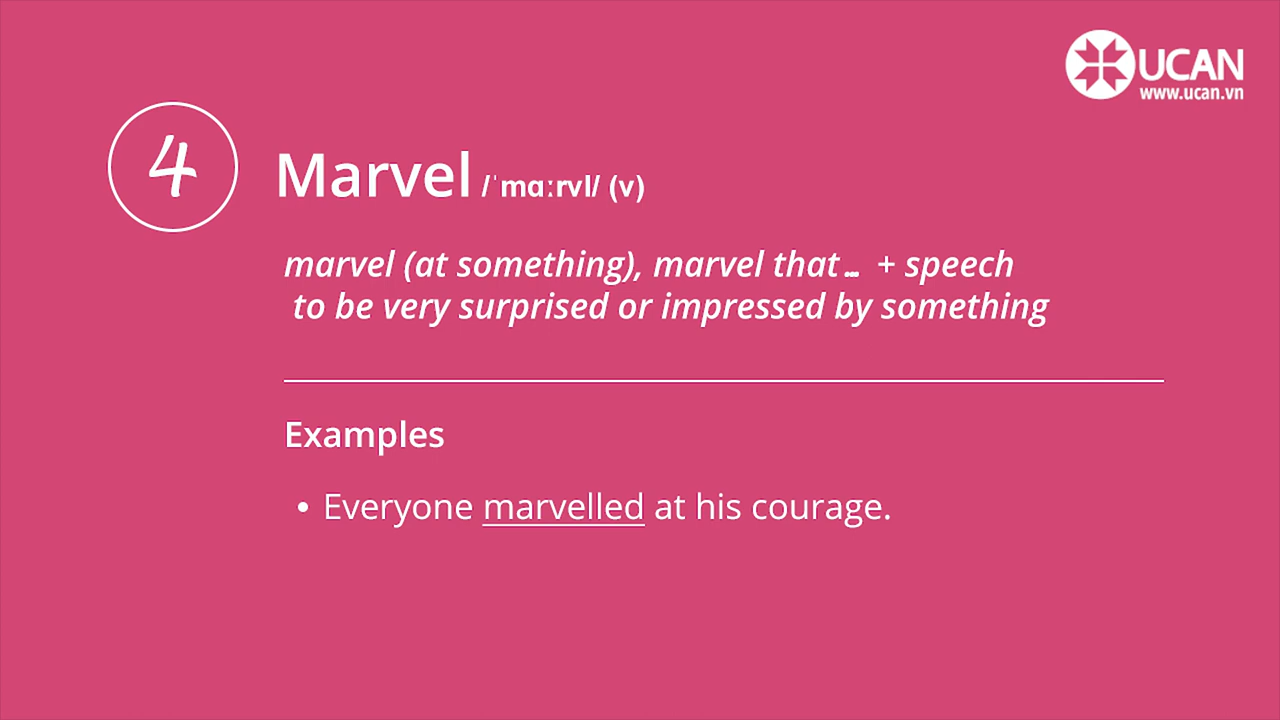 UCAN
www.ucan.vn
4
Marvel /ˈmɑːrvl/ (v)
marvel (at something), marvel that… + speech
to be very surprised or impressed by something
Examples
• Everyone marvelled at his courage.